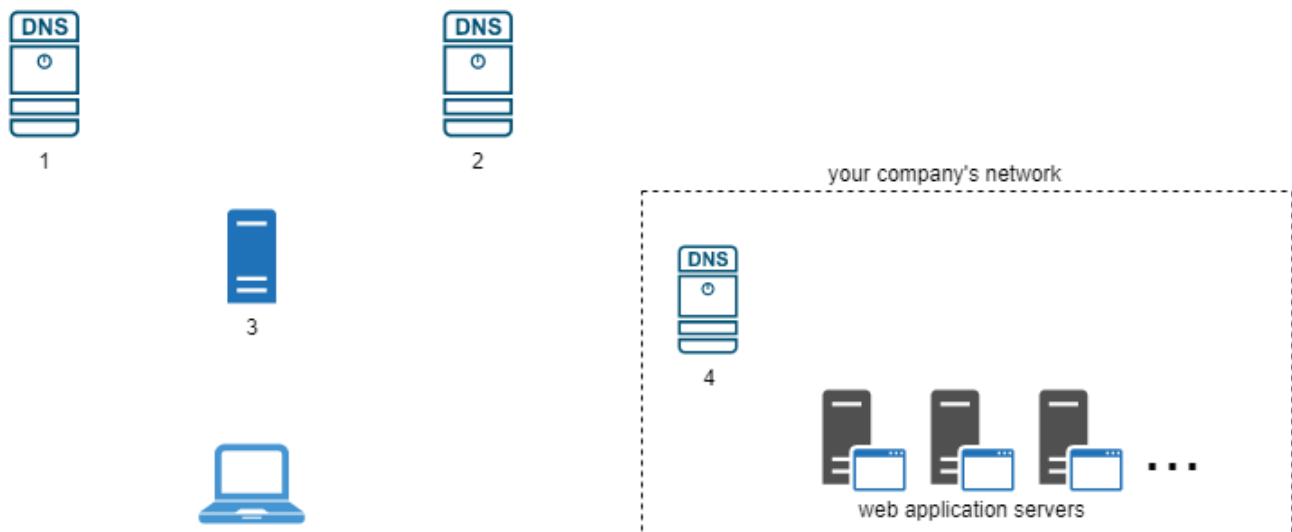 DNS
DNS
1
2
your company's network
DNS
3
4
web application servers